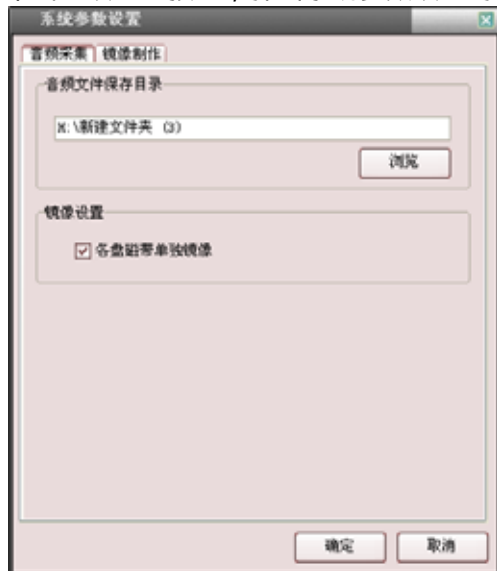 系统参数设置
音频采集 镜像制作
音频文件保存目录
M:\新建文件夹 (3)
浏览
镜像设置
各盘磁带单独镜像
确定 取消